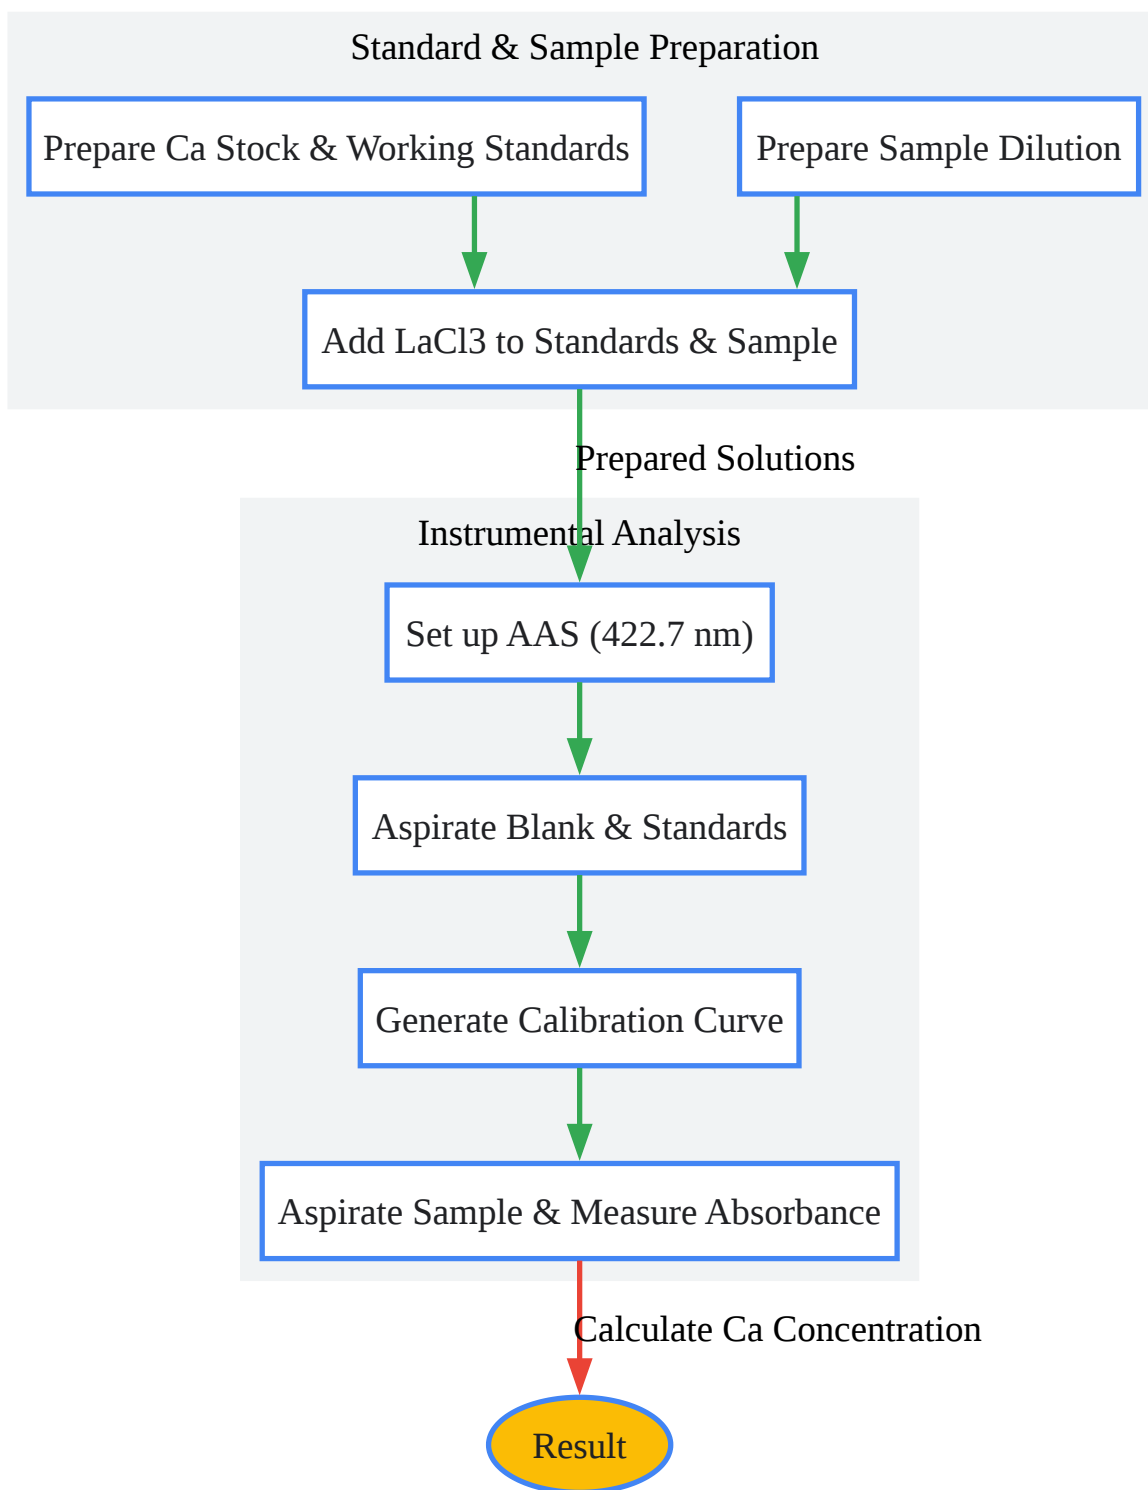 Standard & Sample Preparation
Prepare Ca Stock & Working Standards
Prepare Sample Dilution
Add LaCl3 to Standards & Sample
Prepared Solutions
Instrumental Analysis
Set up AAS (422.7 nm)
Aspirate Blank & Standards
Generate Calibration Curve
Aspirate Sample & Measure Absorbance
Calculate Ca Concentration
Result